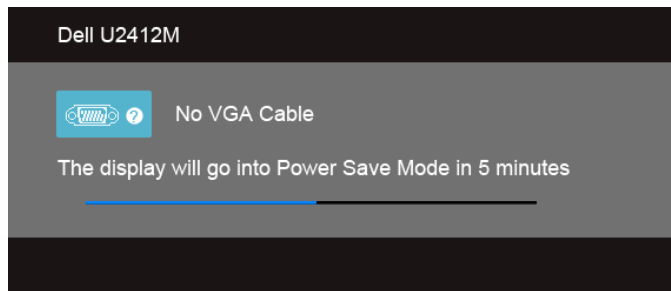 Dell U2412M
No VGA Cable
The display will go into Power Save Mode in 5 minutes